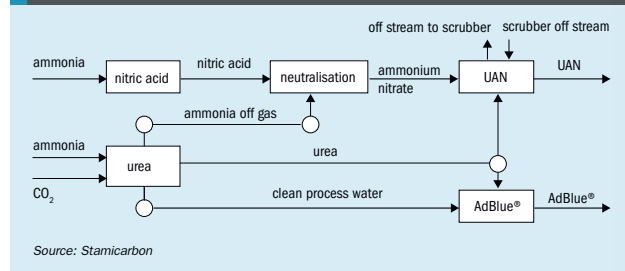 off stream to scrubber
scrubber off stream
ammonia
nitric acid
nitric acid
neutralisation
ammonium
nitrate
UAN
UAN
ammonia off gas
ammonia
urea
urea
CO2
clean process water
AdBlue®
AdBlue®
Source: Stamicarbon